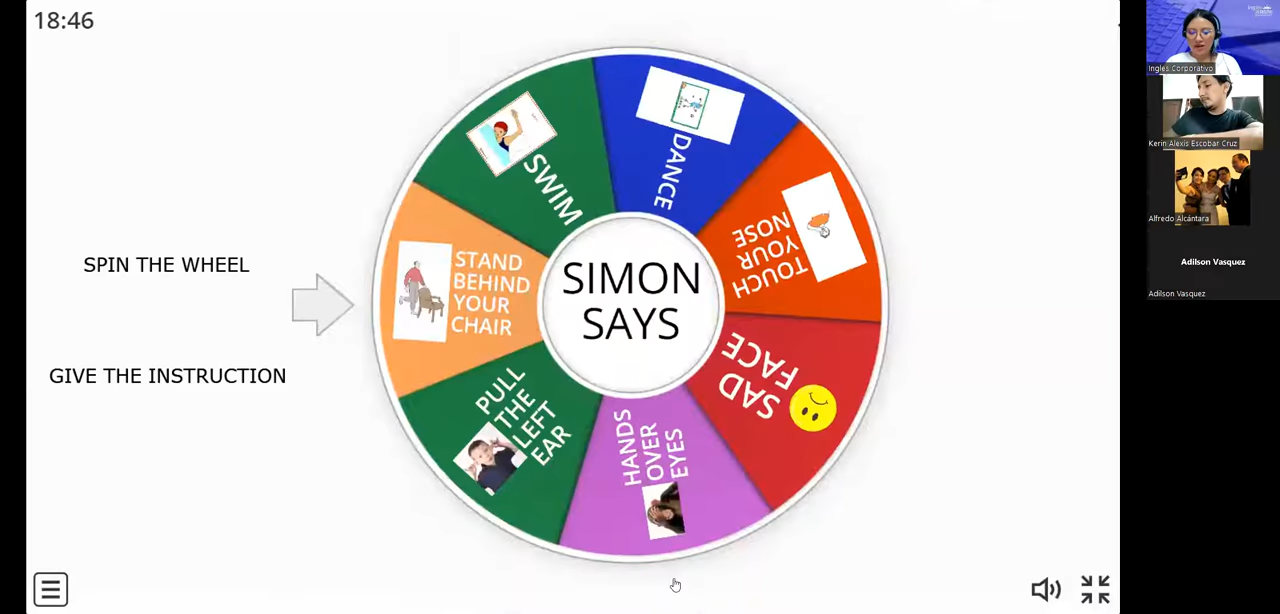 18:46
SPIN THE WHEEL
GIVE THE INSTRUCTION
SIMON
SAYS
DANCE
TOUCH
YOUR
NOSE
SAD
FACE
HANDS
OVER
EYES
PULL
THE
LEFT
EAR
STAND
BEHIND
YOUR
CHAIR
SWIM
Ingles Corporativo
Kerin Alexis Escobar Cruz
Alfredo Alcántara
Adilson Vasquez
Adilson Vasquez